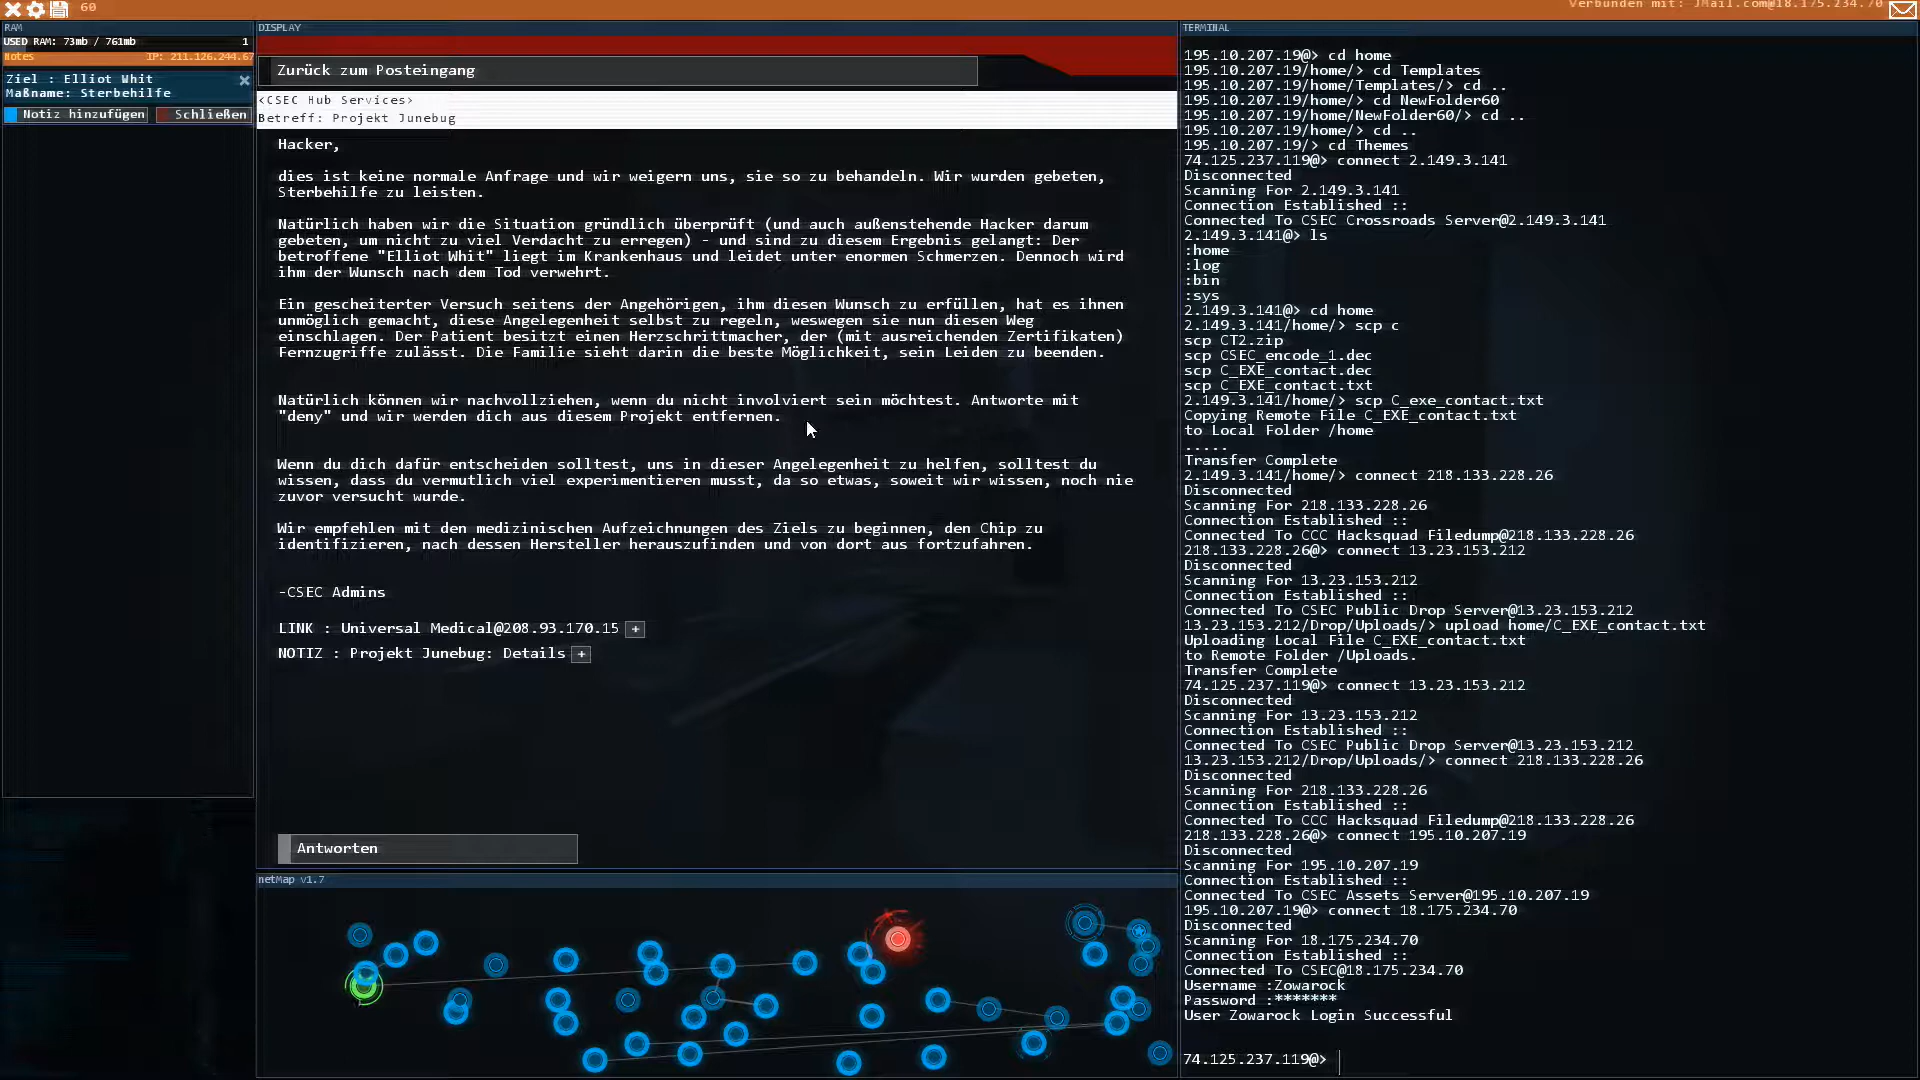 60
Verbunden mit: JMail.com@18.175.234.70
RAM
USED RAM: 73mb / 761mb 1
Notes IP: 211.126.244.67
Ziel : Elliot Whit
Maßname: Sterbehilfe
Notiz hinzufügen Schließen
DISPLAY
Zurück zum Posteingang
<CSEC Hub Services>
Betreff: Projekt Junebug
Hacker,
dies ist keine normale Anfrage und wir weigern uns, sie so zu behandeln. Wir wurden gebeten,
Sterbehilfe zu leisten.
Natürlich haben wir die Situation gründlich überprüft (und auch außenstehende Hacker darum
gebeten, um nicht zu viel Verdacht zu erregen) - und sind zu diesem Ergebnis gelangt: Der
betroffene "Elliot Whit" liegt im Krankenhaus und leidet unter enormen Schmerzen. Dennoch wird
ihm der Wunsch nach dem Tod verwehrt.
Ein gescheiterter Versuch seitens der Angehörigen, ihm diesen Wunsch zu erfüllen, hat es ihnen
unmöglich gemacht, diese Angelegenheit selbst zu regeln, weswegen sie nun diesen Weg
einschlagen. Der Patient besitzt einen Herzschrittmacher, der (mit ausreichenden Zertifikaten)
Fernzugriffe zulässt. Die Familie sieht darin die beste Möglichkeit, sein Leiden zu beenden.
Natürlich können wir nachvollziehen, wenn du nicht involviert sein möchtest. Antworte mit
"deny" und wir werden dich aus diesem Projekt entfernen.
Wenn du dich dafür entscheiden solltest, uns in dieser Angelegenheit zu helfen, solltest du
wissen, dass du vermutlich viel experimentieren musst, da so etwas, soweit wir wissen, noch nie
zuvor versucht wurde.
Wir empfehlen mit den medizinischen Aufzeichnungen des Ziels zu beginnen, den Chip zu
identifizieren, nach dessen Hersteller herauszufinden und von dort aus fortzufahren.
-CSEC Admins
LINK : Universal Medical@208.93.170.15 +
NOTIZ : Projekt Junebug: Details +
Antworten
netMap v1.7
TERMINAL
195.10.207.19@> cd home
195.10.207.19/home/> cd Templates
195.10.207.19/home/Templates/> cd ..
195.10.207.19/home/> cd NewFolder60
195.10.207.19/home/NewFolder60/> cd ..
195.10.207.19/home/> cd ..
195.10.207.19/> cd Themes
74.125.237.119@> connect 2.149.3.141
Disconnected
Scanning For 2.149.3.141
Connection Established ::
Connected To CSEC Crossroads Server@2.149.3.141
2.149.3.141@> ls
:home
:log
:bin
:sys
2.149.3.141@> cd home
2.149.3.141/home/> scp c
scp CT2.zip
scp CSEC_encode_1.dec
scp C_EXE_contact.dec
scp C_EXE_contact.txt
2.149.3.141/home/> scp C_exe_contact.txt
Copying Remote File C_EXE_contact.txt
to Local Folder /home
.....
Transfer Complete
2.149.3.141/home/> connect 218.133.228.26
Disconnected
Scanning For 218.133.228.26
Connection Established ::
Connected To CCC Hacksquad Filedump@218.133.228.26
218.133.228.26@> connect 13.23.153.212
Disconnected
Scanning For 13.23.153.212
Connection Established ::
Connected To CSEC Public Drop Server@13.23.153.212
13.23.153.212/Drop/Uploads/> upload home/C_EXE_contact.txt
Uploading Local File C_EXE_contact.txt
to Remote Folder /Uploads.
Transfer Complete
74.125.237.119@> connect 13.23.153.212
Disconnected
Scanning For 13.23.153.212
Connection Established ::
Connected To CSEC Public Drop Server@13.23.153.212
13.23.153.212/Drop/Uploads/> connect 218.133.228.26
Disconnected
Scanning For 218.133.228.26
Connection Established ::
Connected To CCC Hacksquad Filedump@218.133.228.26
218.133.228.26@> connect 195.10.207.19
Disconnected
Scanning For 195.10.207.19
Connection Established ::
Connected To CSEC Assets Server@195.10.207.19
195.10.207.19@> connect 18.175.234.70
Disconnected
Scanning For 18.175.234.70
Connection Established ::
Connected To CSEC@18.175.234.70
Username :Zowarock
Password :*******
User Zowarock Login Successful
74.125.237.119@>